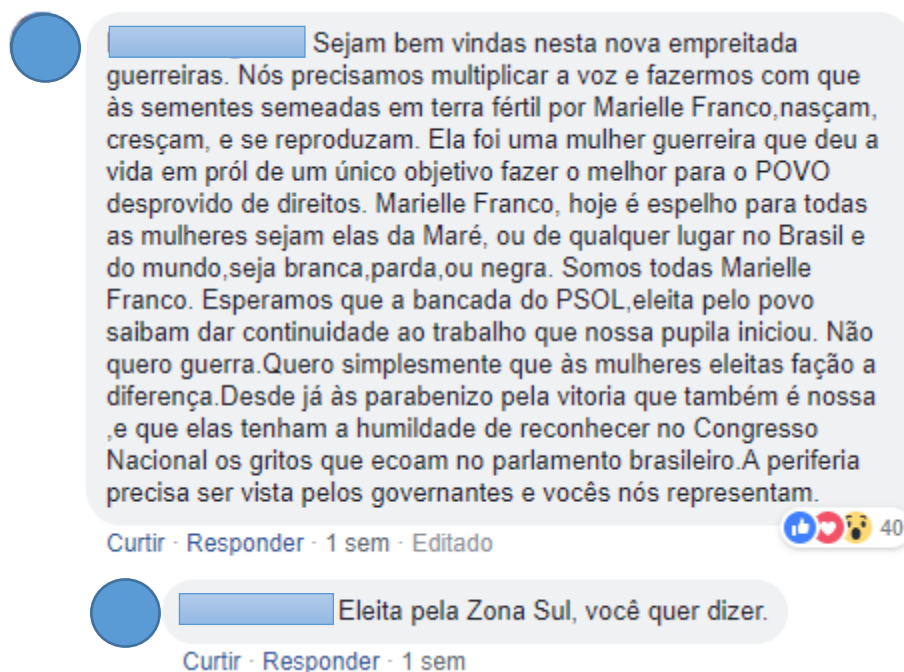 Sejam bem vindas nesta nova empreitada
guerreiras. Nós precisamos multiplicar a voz e fazermos com que
às sementes semeadas em terra fértil por Marielle Franco,nasçam,
cresçam, e se reproduzam. Ela foi uma mulher guerreira que deu a
vida em pról de um único objetivo fazer o melhor para o POVO
desprovido de direitos. Marielle Franco, hoje é espelho para todas
as mulheres sejam elas da Maré, ou de qualquer lugar no Brasil e
do mundo,seja branca,parda,ou negra. Somos todas Marielle
Franco. Esperamos que a bancada do PSOL,eleita pelo povo
saibam dar continuidade ao trabalho que nossa pupila iniciou. Não
quero guerra.Quero simplesmente que às mulheres eleitas fação a
diferença.Desde já às parabenizo pela vitoria que também é nossa
,e que elas tenham a humildade de reconhecer no Congresso
Nacional os gritos que ecoam no parlamento brasileiro.A periferia
precisa ser vista pelos governantes e vocês nós representam.
40
Curtir · Responder · 1 sem · Editado
Eleita pela Zona Sul, você quer dizer.
Curtir · Responder · 1 sem